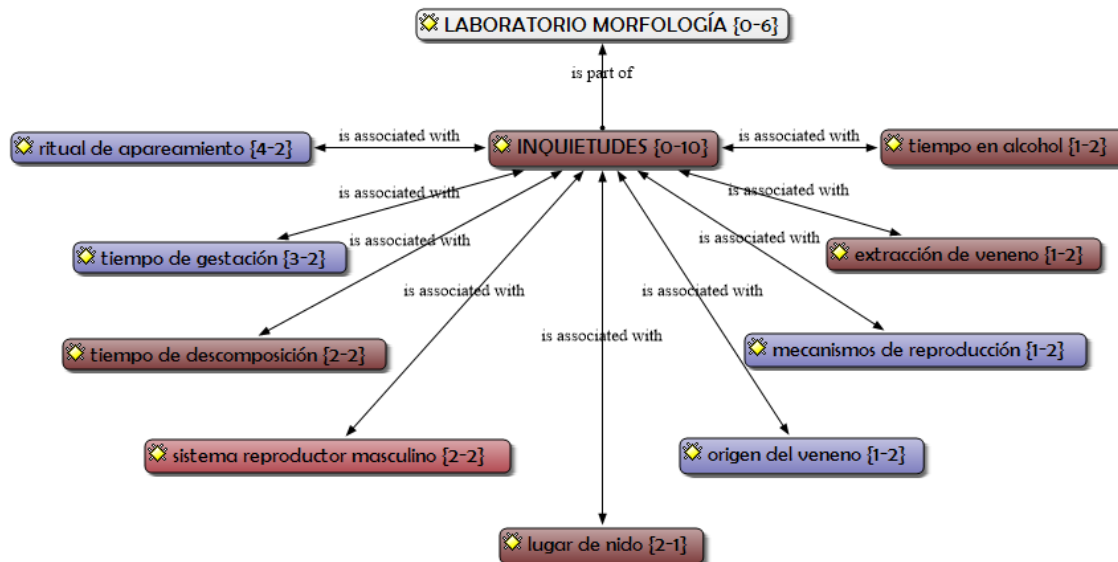 LABORATORIO MORFOLOGÍA {0-6}
is part of
ritual de apareamiento {4-2}
is associated with
INQUIETUDES {0-10}
is associated with
tiempo en alcohol {1-2}
is associated with
is associated with
is associated with
is associated with
tiempo de gestación {3-2}
extracción de veneno {1-2}
is associated with
is associated with
is associated with
tiempo de descomposición {2-2}
mecanismos de reproducción {1-2}
sistema reproductor masculino {2-2}
origen del veneno {1-2}
lugar de nido {2-1}